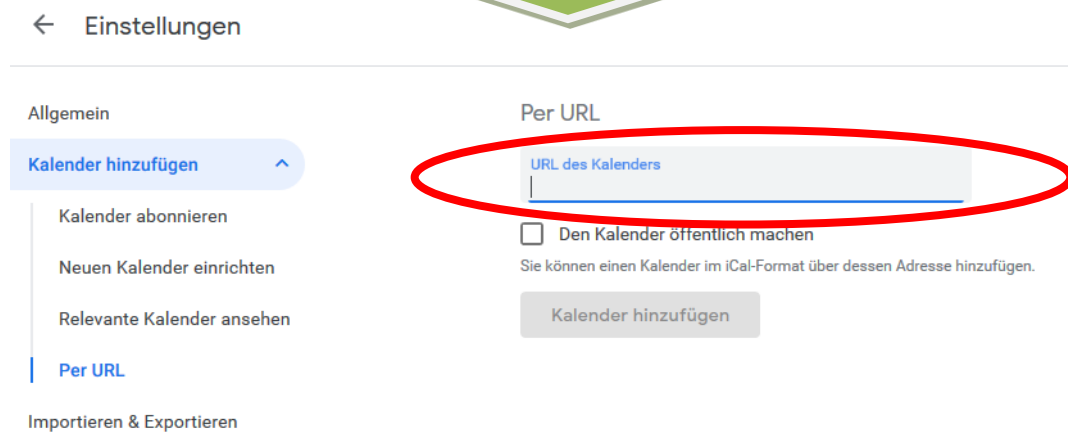 Einstellungen
Allgemein
Kalender hinzufügen
Kalender abonnieren
Neuen Kalender einrichten
Relevante Kalender ansehen
Per URL
Importieren & Exportieren
Per URL
URL des Kalenders
Den Kalender öffentlich machen
Sie können einen Kalender im iCal-Format über dessen Adresse hinzufügen.
Kalender hinzufügen